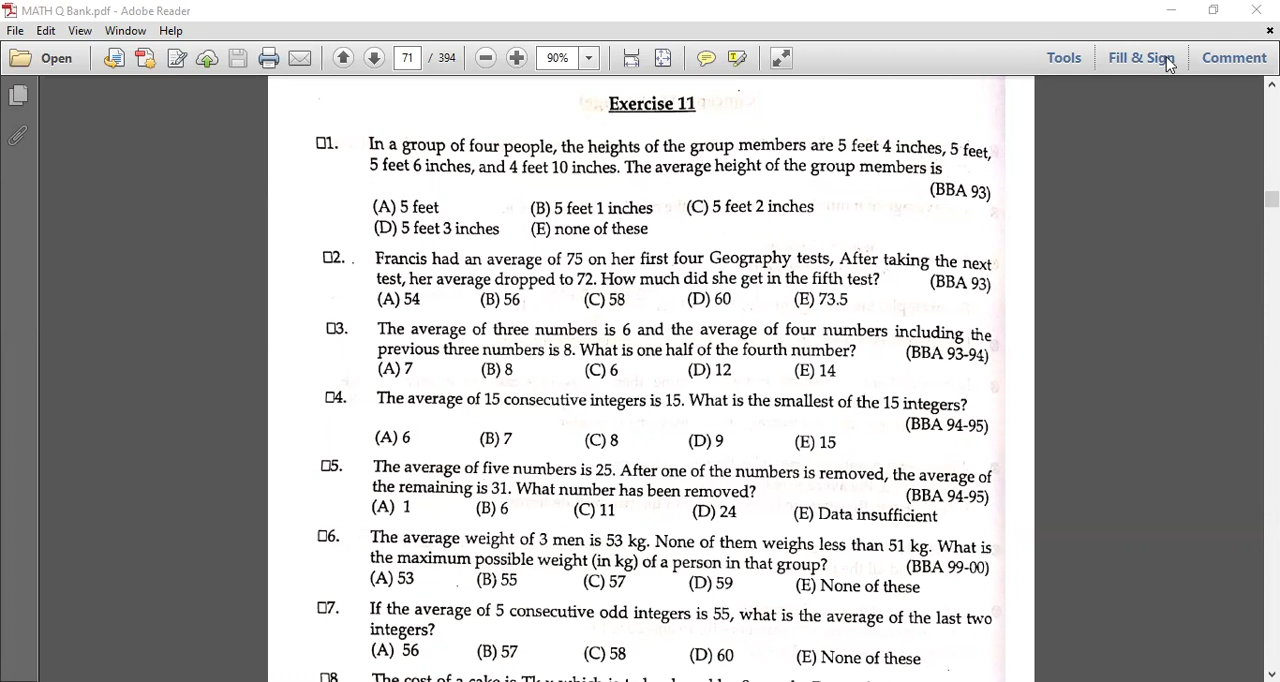 MATH Q Bank.pdf - Adobe Reader
File Edit View Window Help
Open 71 / 394 90% Tools Fill & Sign Comment
Exercise 11
1. In a group of four people, the heights of the group members are 5 feet 4 inches, 5 feet,
5 feet 6 inches, and 4 feet 10 inches. The average height of the group members is
(BBA 93)
(A) 5 feet (B) 5 feet 1 inches (C) 5 feet 2 inches
(D) 5 feet 3 inches (E) none of these
2. Francis had an average of 75 on her first four Geography tests, After taking the next
test, her average dropped to 72. How much did she get in the fifth test? (BBA 93)
(A) 54 (B) 56 (C) 58 (D) 60 (E) 73.5
3. The average of three numbers is 6 and the average of four numbers including the
previous three numbers is 8. What is one half of the fourth number? (BBA 93-94)
(A) 7 (B) 8 (C) 6 (D) 12 (E) 14
4. The average of 15 consecutive integers is 15. What is the smallest of the 15 integers?
(BBA 94-95)
(A) 6 (B) 7 (C) 8 (D) 9 (E) 15
5. The average of five numbers is 25. After one of the numbers is removed, the average of
the remaining is 31. What number has been removed? (BBA 94-95)
(A) 1 (B) 6 (C) 11 (D) 24 (E) Data insufficient
6. The average weight of 3 men is 53 kg. None of them weighs less than 51 kg. What is
the maximum possible weight (in kg) of a person in that group? (BBA 99-00)
(A) 53 (B) 55 (C) 57 (D) 59 (E) None of these
7. If the average of 5 consecutive odd integers is 55, what is the average of the last two
integers?
(A) 56 (B) 57 (C) 58 (D) 60 (E) None of these
8. The cost of a cake is Tk